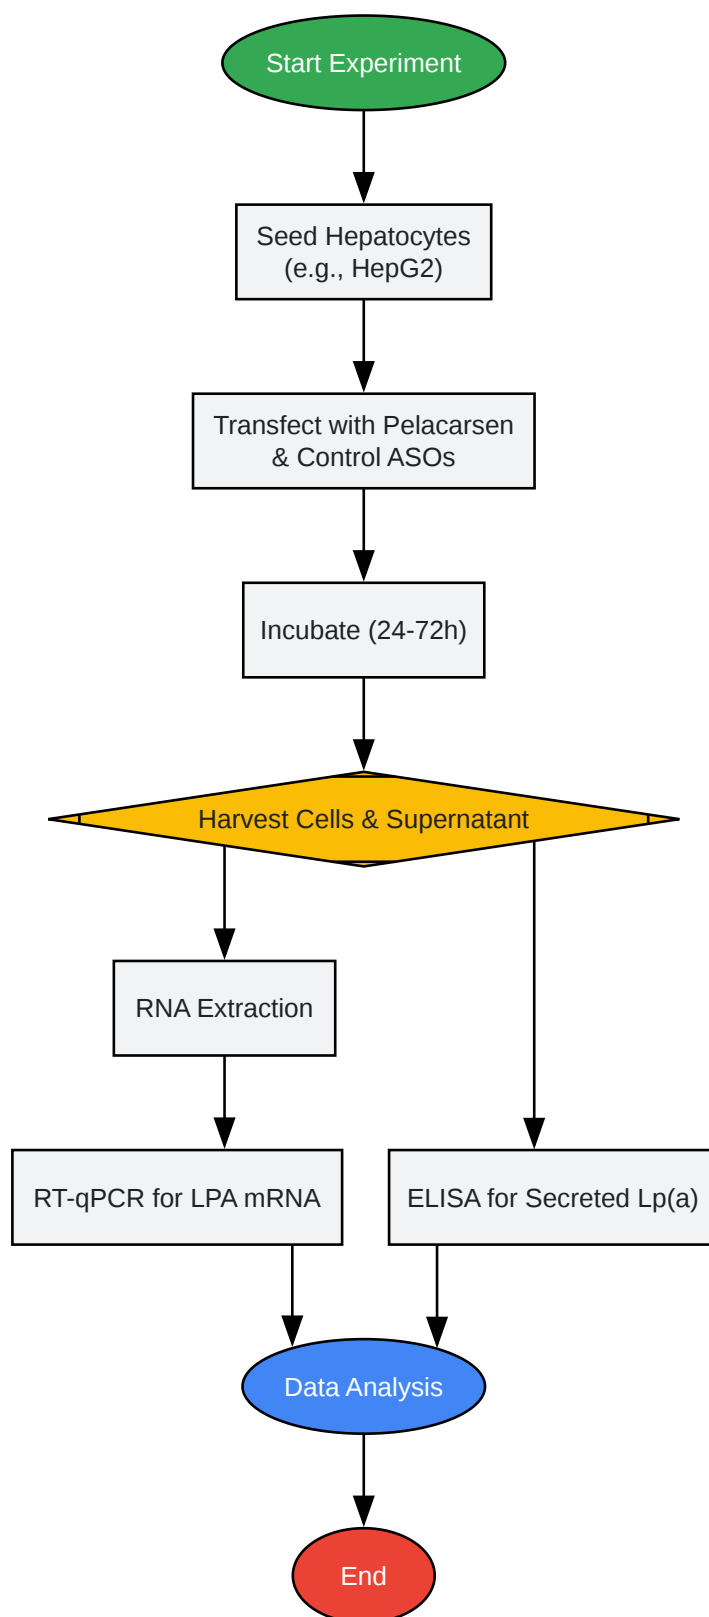 Start Experiment
Seed Hepatocytes
(e.g., HepG2)
Transfect with Pelacarsen
& Control ASOs
Incubate (24-72h)
Harvest Cells & Supernatant
RNA Extraction
RT-qPCR for LPA mRNA
ELISA for Secreted Lp(a)
Data Analysis
End